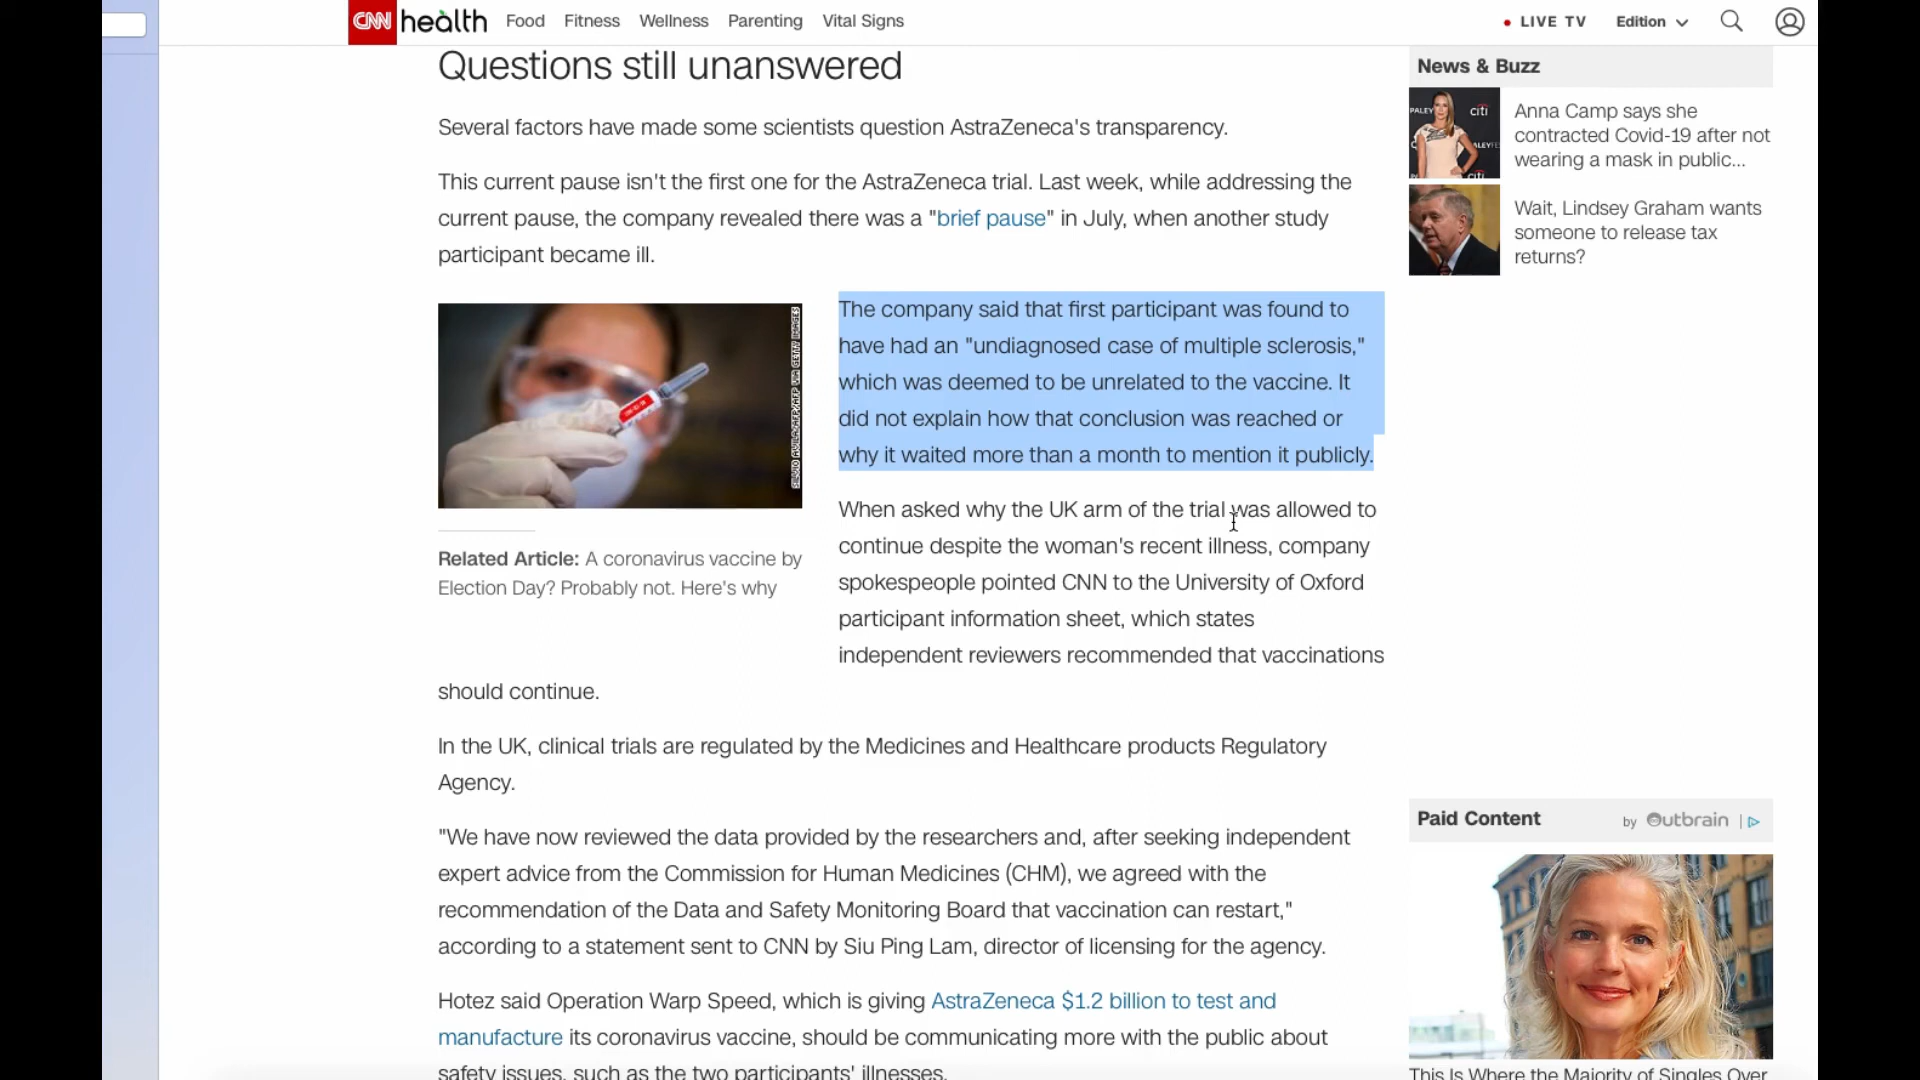 CNN health Food Fitness Wellness Parenting Vital Signs
LIVE TV Edition
Questions still unanswered
Several factors have made some scientists question AstraZeneca's transparency.
This current pause isn't the first one for the AstraZeneca trial. Last week, while addressing the
current pause, the company revealed there was a "brief pause" in July, when another study
participant became ill.
SILVIO AVILA/AFP/AFP VIA GETTY IMAGES
Related Article: A coronavirus vaccine by
Election Day? Probably not. Here's why
The company said that first participant was found to
have had an "undiagnosed case of multiple sclerosis,"
which was deemed to be unrelated to the vaccine. It
did not explain how that conclusion was reached or
why it waited more than a month to mention it publicly.
When asked why the UK arm of the trial was allowed to
continue despite the woman's recent illness, company
spokespeople pointed CNN to the University of Oxford
participant information sheet, which states
independent reviewers recommended that vaccinations
should continue.
In the UK, clinical trials are regulated by the Medicines and Healthcare products Regulatory
Agency.
"We have now reviewed the data provided by the researchers and, after seeking independent
expert advice from the Commission for Human Medicines (CHM), we agreed with the
recommendation of the Data and Safety Monitoring Board that vaccination can restart,"
according to a statement sent to CNN by Siu Ping Lam, director of licensing for the agency.
Hotez said Operation Warp Speed, which is giving AstraZeneca $1.2 billion to test and
manufacture its coronavirus vaccine, should be communicating more with the public about
safety issues, such as the two participants' illnesses.
News & Buzz
PALEY citi
Anna Camp says she
contracted Covid-19 after not
wearing a mask in public...
Wait, Lindsey Graham wants
someone to release tax
returns?
Paid Content by Outbrain
This Is Where the Majority of Singles Over